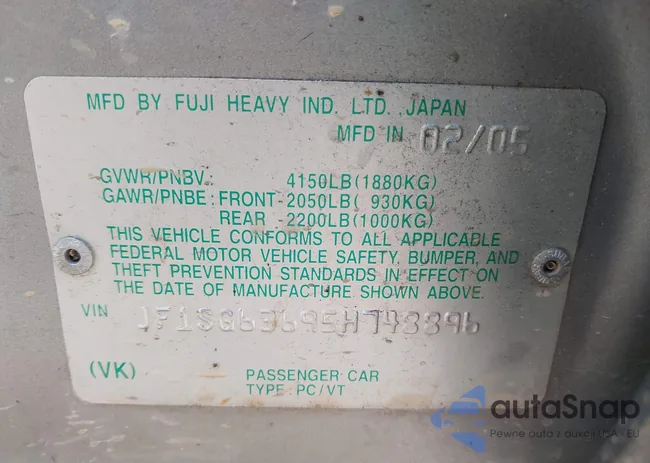 MFD BY FUJI HEAVY IND. LTD. JAPAN
MFD IN 02/05
GVWR/PNBV: 4150LB(1880KG)
GAWR/PNBE: FRONT-2050LB( 930KG)
REAR -2200LB(1000KG)
THIS VEHICLE CONFORMS TO ALL APPLICABLE
FEDERAL MOTOR VEHICLE SAFETY, BUMPER, AND
THEFT PREVENTION STANDARDS IN EFFECT ON
THE DATE OF MANUFACTURE SHOWN ABOVE.
VIN JF1SG63695H748896
(VK) PASSENGER CAR
TYPE: PC/VT
autaSnap
Pewne auta z aukcji USA - EU